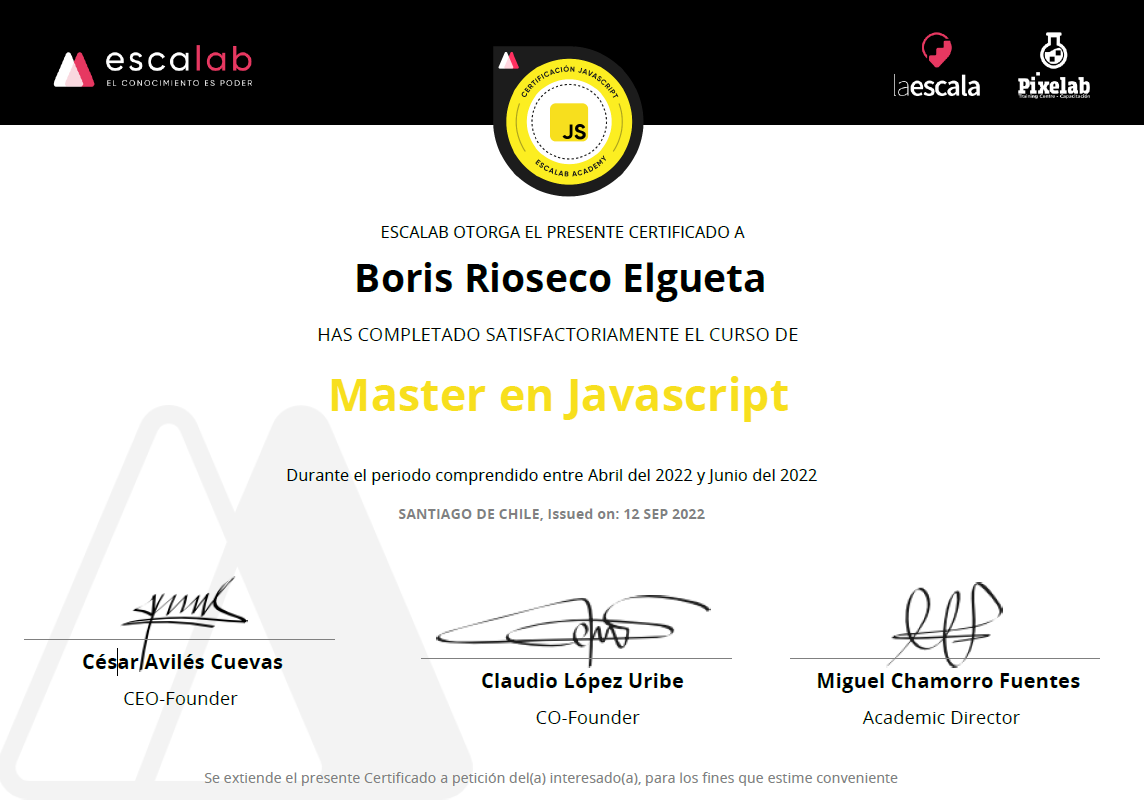 escalab
EL CONOCIMIENTO ES PODER
CERTIFICACIÓN JAVASCRIPT
JS
ESCALAB ACADEMY
laescala
Pixelab
Training Centre - Capacitación
ESCALAB OTORGA EL PRESENTE CERTIFICADO A
Boris Rioseco Elgueta
HAS COMPLETADO SATISFACTORIAMENTE EL CURSO DE
Master en Javascript
Durante el periodo comprendido entre Abril del 2022 y Junio del 2022
SANTIAGO DE CHILE, Issued on: 12 SEP 2022
César Avilés Cuevas
CEO-Founder
Claudio López Uribe
CO-Founder
Miguel Chamorro Fuentes
Academic Director
Se extiende el presente Certificado a petición del(a) interesado(a), para los fines que estime conveniente